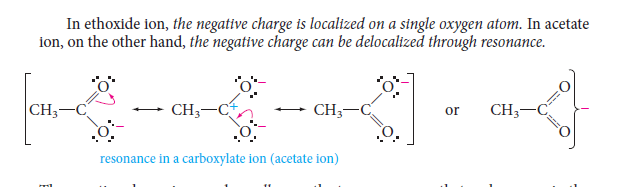 In ethoxide ion, the negative charge is localized on a single oxygen atom. In acetate
ion, on the other hand, the negative charge can be delocalized through resonance.
CH₃—C O O:⁻ ⟷ CH₃—C⁺ O:⁻ O:⁻ ⟷ CH₃—C O:⁻ O or CH₃—C O O −
resonance in a carboxylate ion (acetate ion)